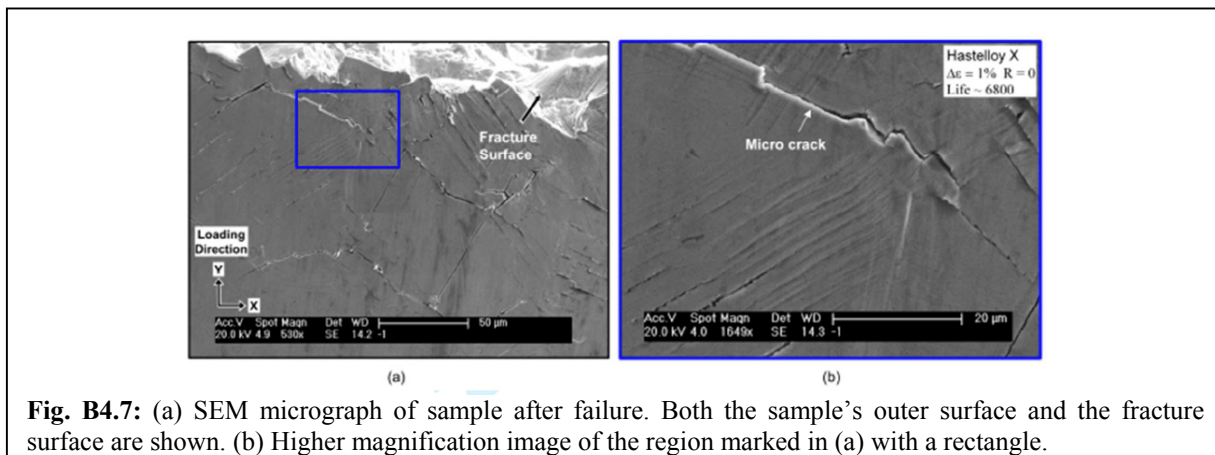 Fracture
Surface
Loading
Direction
Y
X
Acc.V Spot Magn Det WD 50 µm
20.0 kV 4.9 530x SE 14.2 -1
Hastelloy X
Δε = 1% R = 0
Life ~ 6800
Micro crack
Acc.V Spot Magn Det WD 20 µm
20.0 kV 4.0 1649x SE 14.3 -1
(a)
(b)
Fig. B4.7: (a) SEM micrograph of sample after failure. Both the sample's outer surface and the fracture
surface are shown. (b) Higher magnification image of the region marked in (a) with a rectangle.